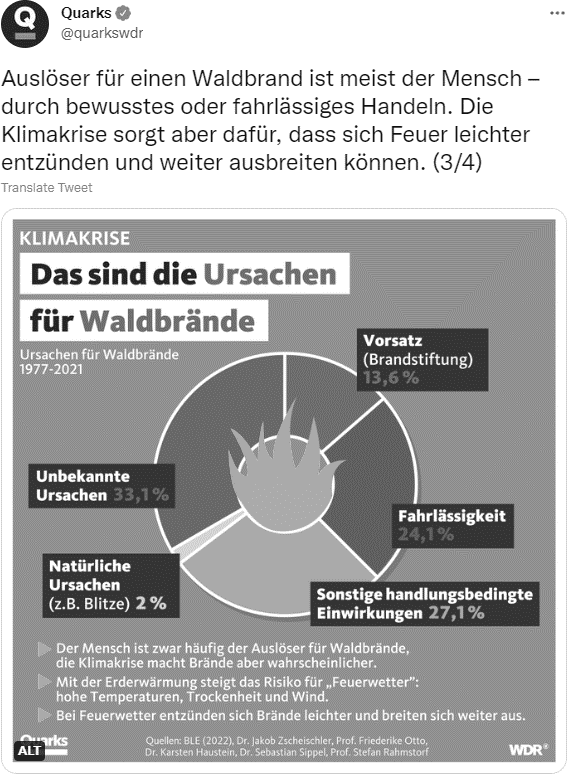 Quarks
@quarkswdr
Auslöser für einen Waldbrand ist meist der Mensch –
durch bewusstes oder fahrlässiges Handeln. Die
Klimakrise sorgt aber dafür, dass sich Feuer leichter
entzünden und weiter ausbreiten können. (3/4)
Translate Tweet
KLIMAKRISE
Das sind die Ursachen
für Waldbrände
Ursachen für Waldbrände
1977-2021
Vorsatz
(Brandstiftung)
13,6 %
Unbekannte
Ursachen 33,1 %
Fahrlässigkeit
24,1 %
Natürliche
Ursachen
(z.B. Blitze) 2 %
Sonstige handlungsbedingte
Einwirkungen 27,1 %
Der Mensch ist zwar häufig der Auslöser für Waldbrände,
die Klimakrise macht Brände aber wahrscheinlicher.
Mit der Erderwärmung steigt das Risiko für „Feuerwetter":
hohe Temperaturen, Trockenheit und Wind.
Bei Feuerwetter entzünden sich Brände leichter und breiten sich weiter aus.
Quarks
ALT
Quellen: BLE (2022), Dr. Jakob Zscheischler, Prof. Friederike Otto,
Dr. Karsten Haustein, Dr. Sebastian Sippel, Prof. Stefan Rahmstorf
WDR